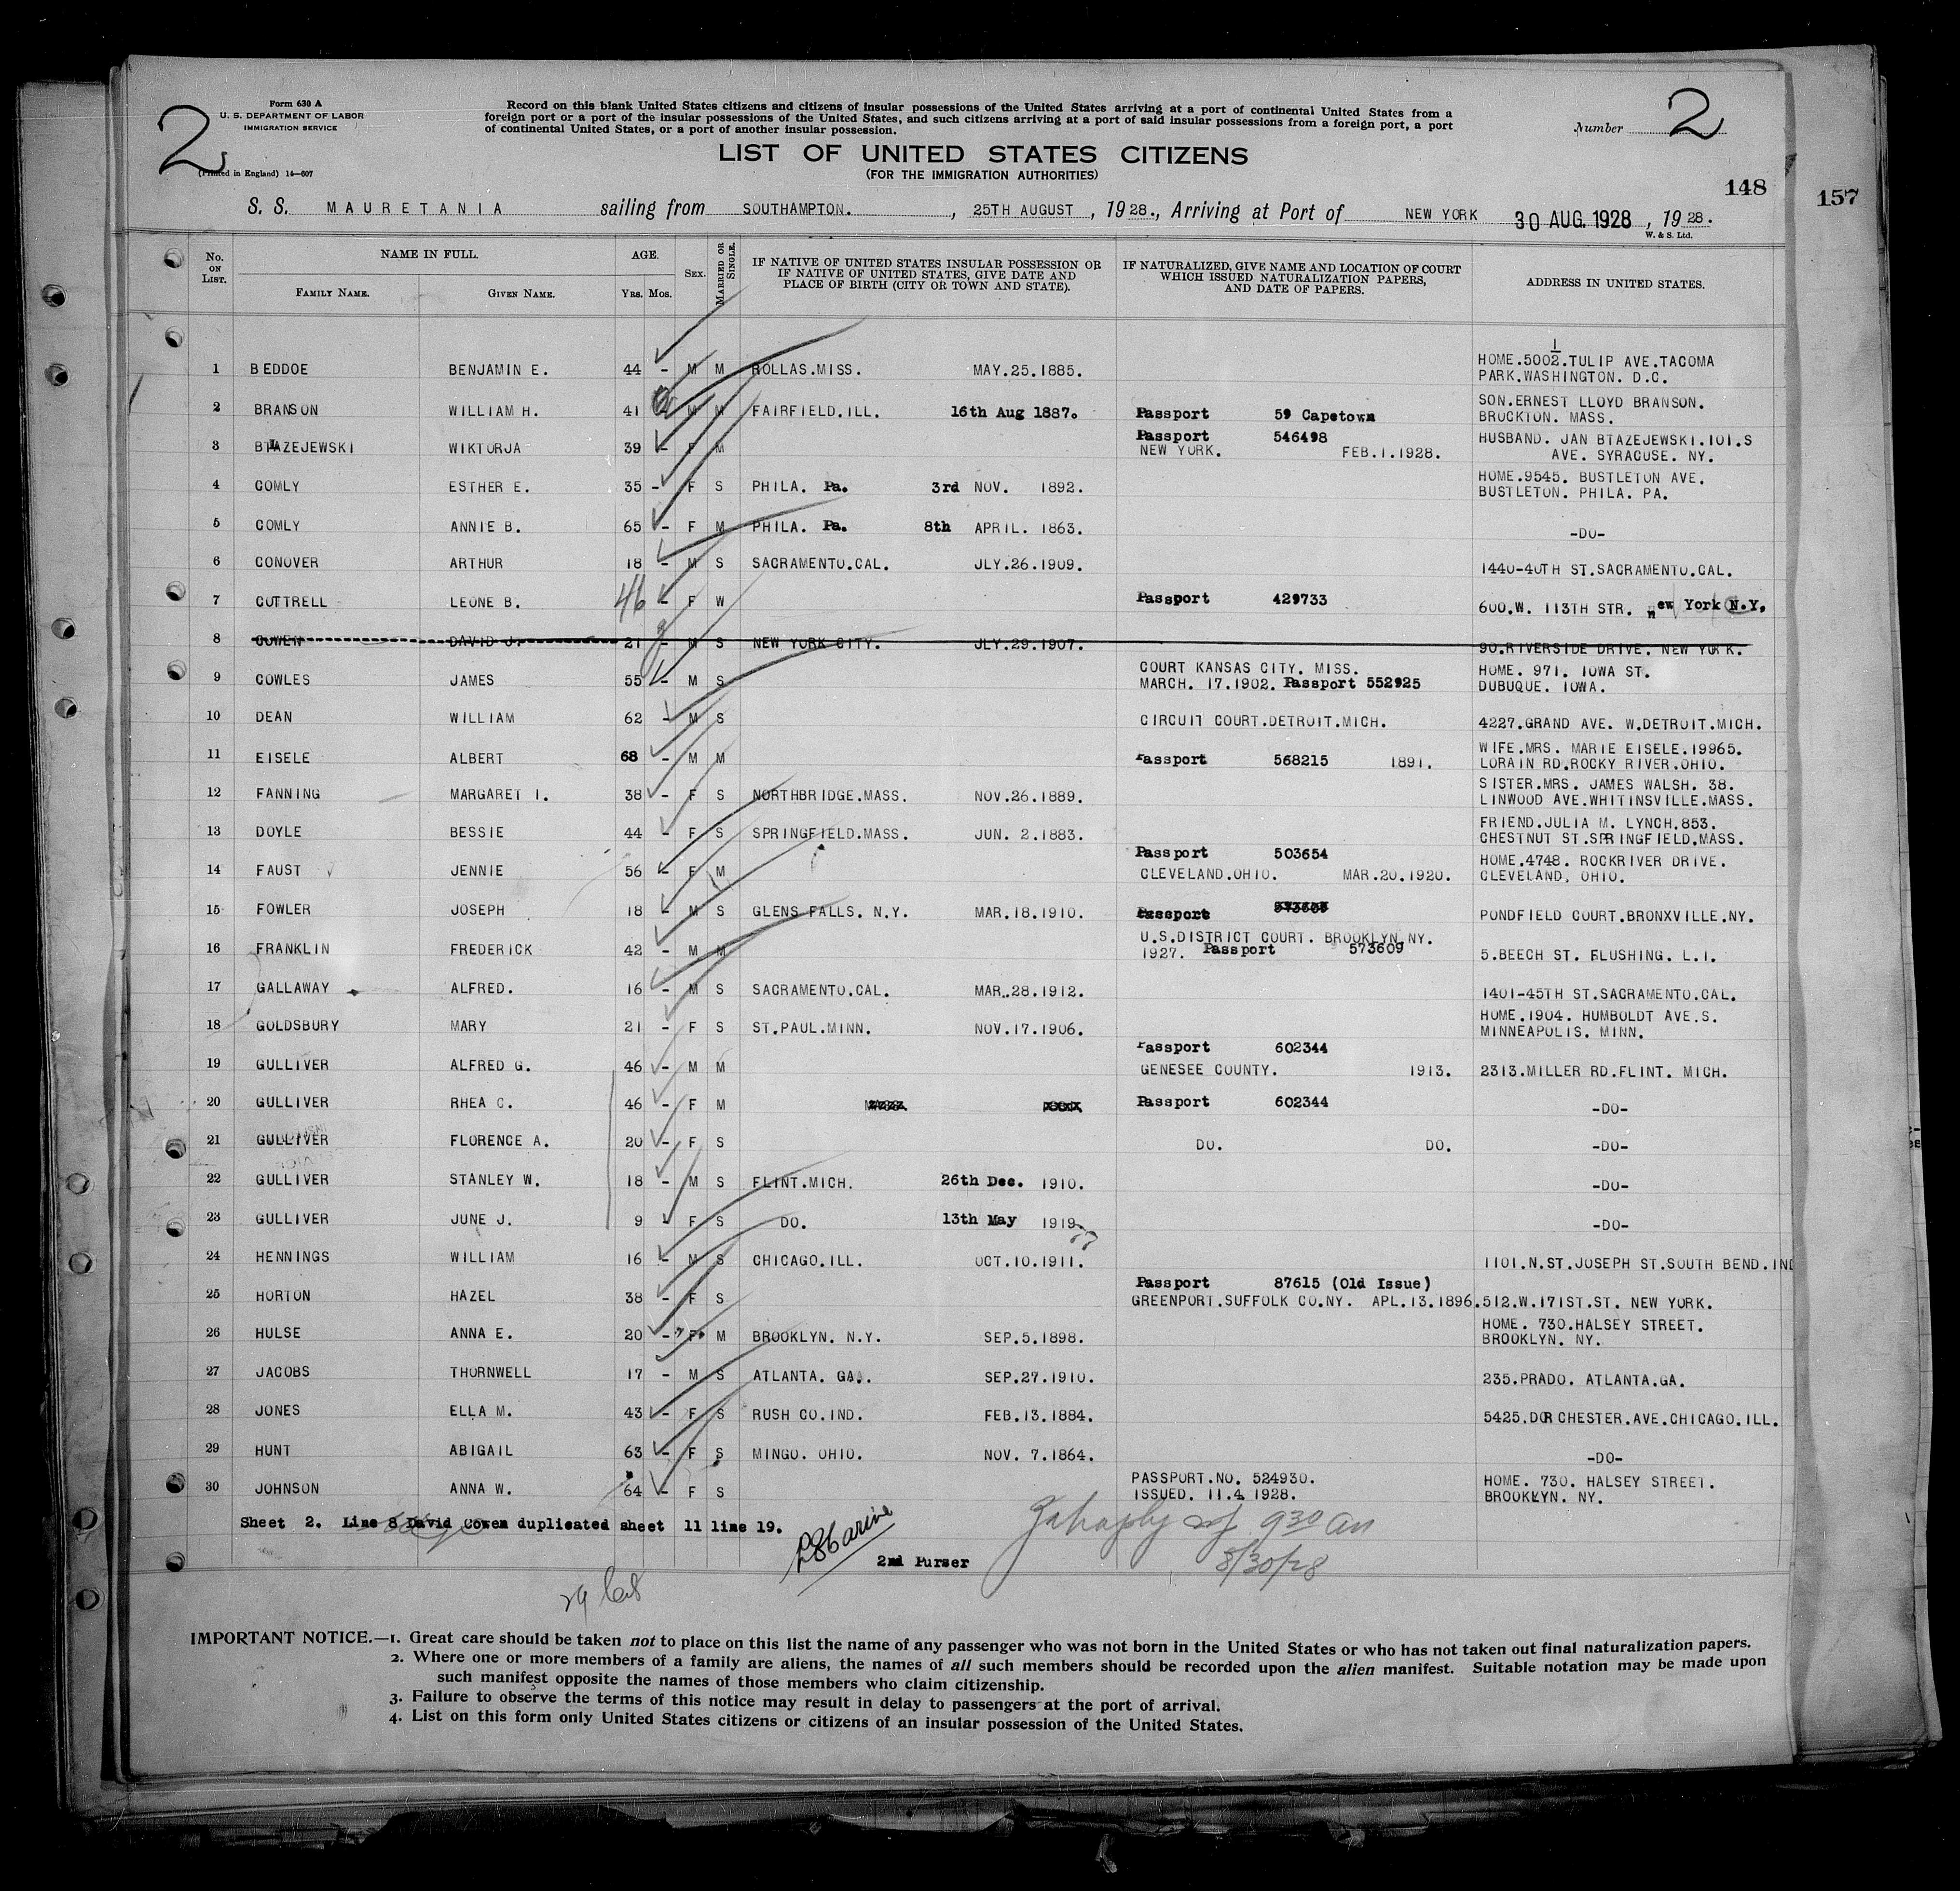 2
Form 630 A
U. S. DEPARTMENT OF LABOR
IMMIGRATION SERVICE
(Printed in England) 14—607
Record on this blank United States citizens and citizens of insular possessions of the United States arriving at a port of continental United States from a
foreign port or a port of the insular possessions of the United States, and such citizens arriving at a port of said insular possessions from a foreign port, a port
of continental United States, or a port of another insular possession.
Number 2
LIST OF UNITED STATES CITIZENS
(FOR THE IMMIGRATION AUTHORITIES)
148
157
S. S. MAURETANIA sailing from SOUTHAMPTON. , 25TH AUGUST , 1928., Arriving at Port of NEW YORK 30 AUG. 1928 , 1928.
W. & S. Ltd.
No. ON LIST. NAME IN FULL. AGE. SEX. MARRIED OR SINGLE. IF NATIVE OF UNITED STATES INSULAR POSSESSION OR IF NATIVE OF UNITED STATES, GIVE DATE AND PLACE OF BIRTH (CITY OR TOWN AND STATE). IF NATURALIZED, GIVE NAME AND LOCATION OF COURT WHICH ISSUED NATURALIZATION PAPERS, AND DATE OF PAPERS. ADDRESS IN UNITED STATES.
FAMILY NAME. GIVEN NAME. YRS. MOS.
1 BEDDOE BENJAMIN E. 44 - M M ROLLAS.MISS. MAY.25.1885. HOME.500½.TULIP AVE.TACOMA
PARK.WASHINGTON. D.C.
2 BRANSON WILLIAM H. 41 M M FAIRFIELD.ILL. 16th Aug 1887. Passport 59 Capetown SON.ERNEST LLOYD BRANSON.
BROCKTON. MASS.
3 BTAZEJEWSKI WIKTORJA 39 - F M Passport 546498 HUSBAND. JAN BTAZEJEWSKI.101.S
NEW YORK. FEB.1.1928. AVE. SYRACUSE. NY.
4 COMLY ESTHER E. 35 - F S PHILA. Pa. 3rd NOV. 1892. HOME.9545. BUSTLETON AVE.
BUSTLETON. PHILA. PA.
5 COMLY ANNIE B. 65 - F M PHILA. Pa. 8th APRIL. 1863. -DO-
6 CONOVER ARTHUR 18 - M S SACRAMENTO.CAL. JLY.26.1909. 1440-40TH ST.SACRAMENTO.CAL.
7 COTTRELL LEONE B. 46 - F W Passport 429733 600.W. 113TH STR. New York N.Y.
8 COWEN DAVID J. 21 M S NEW YORK CITY. JLY.29.1907. 90.RIVERSIDE DRIVE. NEW YORK.
9 COWLES JAMES 55 - M S COURT KANSAS CITY. MISS. HOME. 971. IOWA ST.
MARCH. 17.1902. Passport 552925 DUBUQUE. IOWA.
10 DEAN WILLIAM 62 - M S CIRCUIT COURT.DETROIT.MICH. 4227.GRAND AVE. W.DETROIT.MICH.
11 EISELE ALBERT 68 - M M Passport 568215 1891. WIFE.MRS. MARIE EISELE.19965.
LORAIN RD.ROCKY RIVER.OHIO.
12 FANNING MARGARET I. 38 - F S NORTHBRIDGE.MASS. NOV.26.1889. SISTER.MRS. JAMES WALSH. 38.
LINWOOD AVE.WHITINSVILLE.MASS.
13 DOYLE BESSIE 44 - F S SPRINGFIELD.MASS. JUN. 2.1883. FRIEND.JULIA M. LYNCH.853.
CHESTNUT ST.SPRINGFIELD.MASS.
14 FAUST JENNIE 56 - F M Passport 503654 HOME.4748. ROCKRIVER DRIVE.
CLEVELAND.OHIO. MAR.20.1920. CLEVELAND. OHIO.
15 FOWLER JOSEPH 18 - M S GLENS FALLS. N.Y. MAR.18.1910. Passport PONDFIELD COURT.BRONXVILLE.NY.
16 FRANKLIN FREDERICK 42 - M M U.S.DISTRICT COURT. BROOKLYN NY.
1927. Passport 573609 5.BEECH ST. FLUSHING. L.I.
17 GALLAWAY ALFRED. 16 - M S SACRAMENTO.CAL. MAR.28.1912. 1401-45TH ST.SACRAMENTO.CAL.
18 GOLDSBURY MARY 21 - F S ST.PAUL.MINN. NOV.17.1906. HOME.1904. HUMBOLDT AVE.S.
MINNEAPOLIS. MINN.
19 GULLIVER ALFRED G. 46 - M M Passport 602344
GENESEE COUNTY. 1913. 2313.MILLER RD.FLINT. MICH.
20 GULLIVER RHEA C. 46 - F M Passport 602344 -DO-
21 GULLIVER FLORENCE A. 20 - F S DO. DO. -DO-
22 GULLIVER STANLEY W. 18 - M S FLINT.MICH. 26th Dec. 1910. -DO-
23 GULLIVER JUNE J. 9 - F S DO. 13th May 1919 -DO-
24 HENNINGS WILLIAM 16 - M S CHICAGO.ILL. OCT.10.1911. 1101.N.ST.JOSEPH ST.SOUTH BEND.IND
25 HORTON HAZEL 38 - F S Passport 87615 (Old Issue)
GREENPORT.SUFFOLK CO.NY. APL.13.1896. 512.W.171ST.ST. NEW YORK.
26 HULSE ANNA E. 20 - F M BROOKLYN. N.Y. SEP.5.1898. HOME. 730.HALSEY STREET.
BROOKLYN. NY.
27 JACOBS THORNWELL 17 - M S ATLANTA. GA. SEP.27.1910. 235.PRADO. ATLANTA.GA.
28 JONES ELLA M. 43 - F S RUSH CO.IND. FEB.13.1884. 5425.DORCHESTER.AVE.CHICAGO.ILL.
29 HUNT ABIGAIL 63 - F S MINGO. OHIO. NOV. 7.1864. -DO-
30 JOHNSON ANNA W. 64 - F S PASSPORT.NO. 524930. HOME. 730. HALSEY STREET.
ISSUED. 11.4 1928. BROOKLYN. NY.
Sheet 2. Line 8 David Cowen duplicated sheet 11 line 19.
2nd Purser
9 30 am
8/30/28
IMPORTANT NOTICE.—1. Great care should be taken not to place on this list the name of any passenger who was not born in the United States or who has not taken out final naturalization papers.
2. Where one or more members of a family are aliens, the names of all such members should be recorded upon the alien manifest. Suitable notation may be made upon
such manifest opposite the names of those members who claim citizenship.
3. Failure to observe the terms of this notice may result in delay to passengers at the port of arrival.
4. List on this form only United States citizens or citizens of an insular possession of the United States.